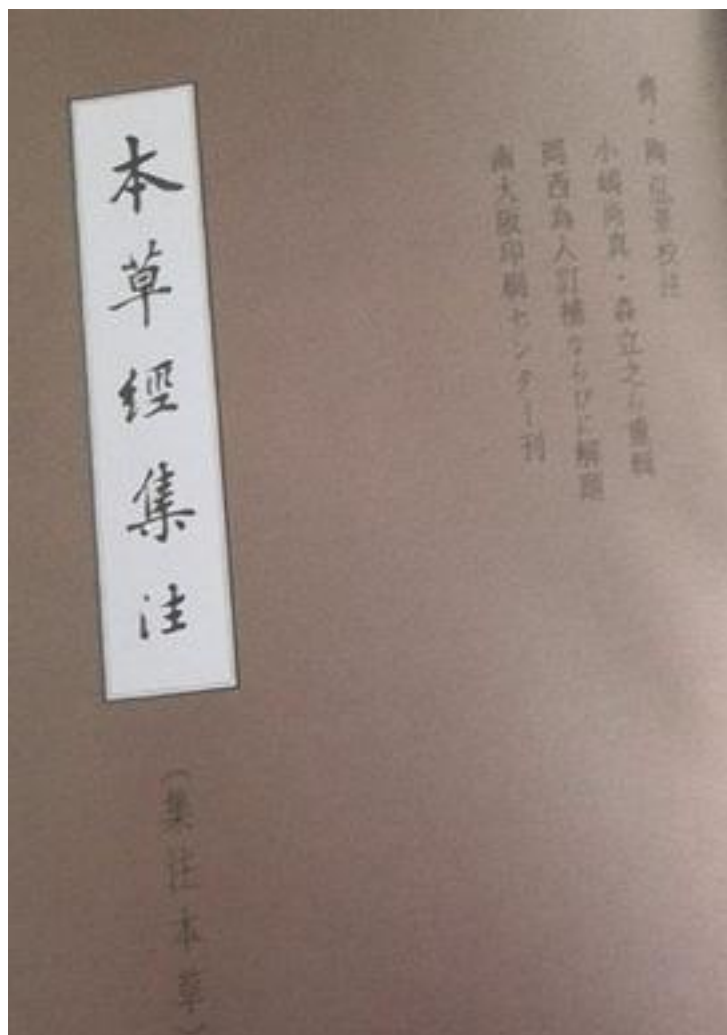 斉・陶弘景校註
小嶋尚真・森立之ら重輯
岡西為人訂補ならびに解題
南大阪印刷センター刊
本草經集注
（集注本草）